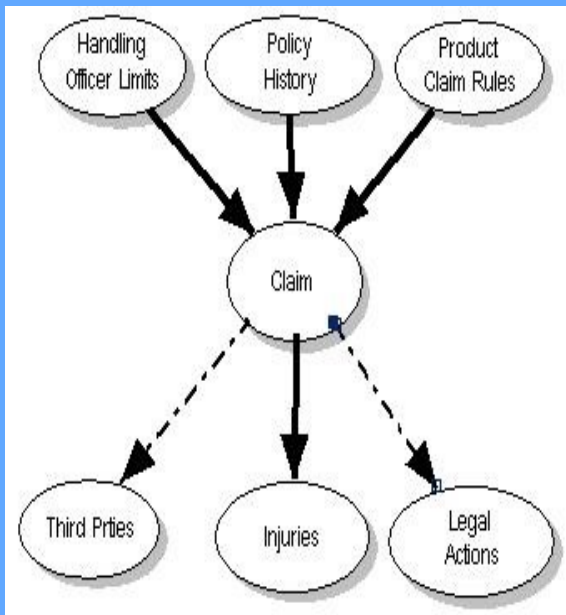 Handling
Officer Limits
Policy
History
Product
Claim Rules
Claim
Third Prties
Injuries
Legal
Actions